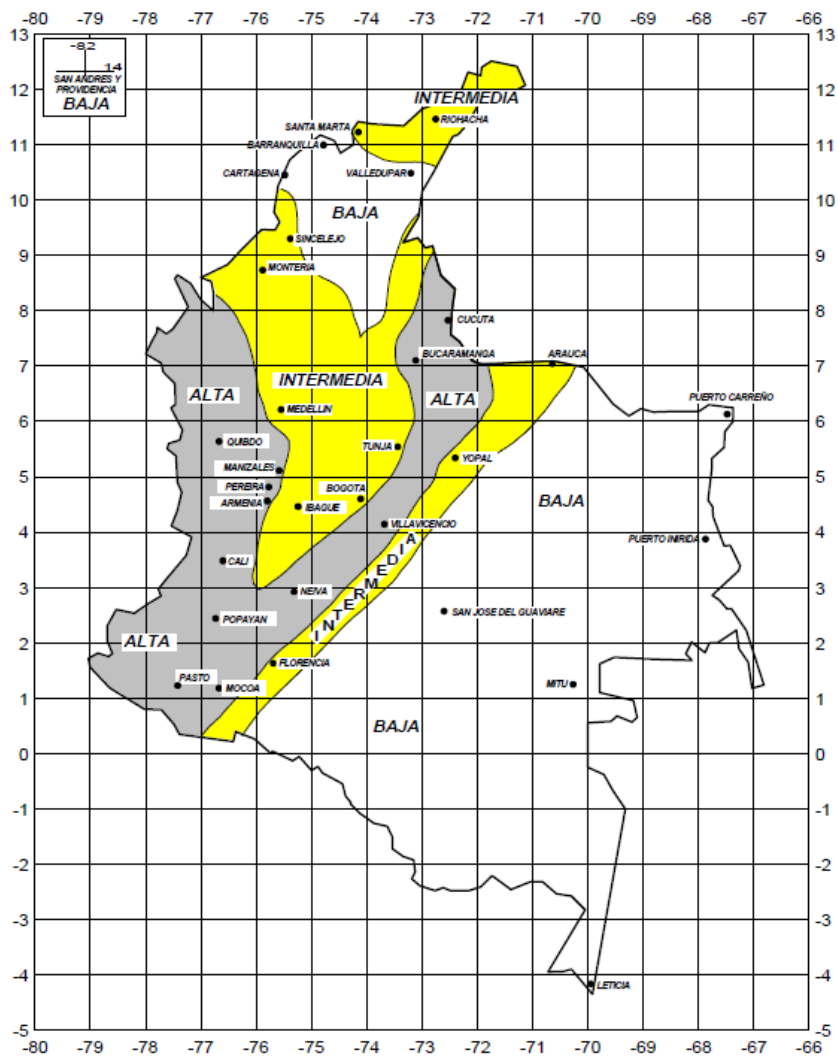 -80 -79 -78 -77 -76 -75 -74 -73 -72 -71 -70 -69 -68 -67 -66
13
-82
14
SAN ANDRES Y
PROVIDENCIA
BAJA
12
INTERMEDIA
RIOHACHA
SANTA MARTA
11
BARRANQUILLA
CARTAGENA
VALLEDUPAR
10
BAJA
SINCELEJO
9
MONTERIA
8
CUCUTA
7
BUCARAMANGA
ARAUCA
INTERMEDIA
ALTA
ALTA
PUERTO CARREÑO
MEDELLIN
6
QUIBDO
TUNJA
YOPAL
MANIZALES
5
PEREIRA
BOGOTA
ARMENIA
IBAGUE
BAJA
VILLAVICENCIO
4
PUERTO INIRIDA
CALI
INTERMEDIA
3
NEIVA
SAN JOSE DEL GUAVIARE
POPAYAN
2
ALTA
FLORENCIA
PASTO
MOCOA
MITU
1
BAJA
0
-1
-2
-3
-4
LETICIA
-5
-80 -79 -78 -77 -76 -75 -74 -73 -72 -71 -70 -69 -68 -67 -66